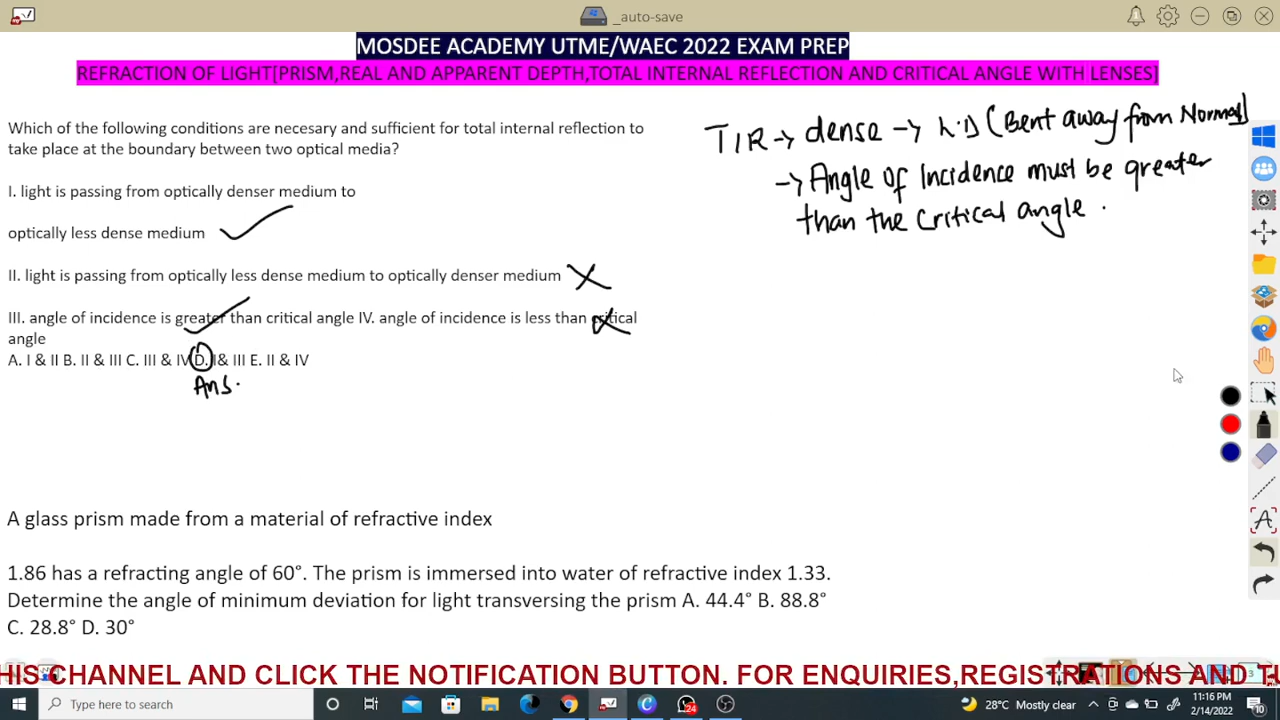 _auto-save
MOSDEE ACADEMY UTME/WAEC 2022 EXAM PREP
REFRACTION OF LIGHT[PRISM,REAL AND APPARENT DEPTH,TOTAL INTERNAL REFLECTION AND CRITICAL ANGLE WITH LENSES]
Which of the following conditions are necesary and sufficient for total internal reflection to
take place at the boundary between two optical media?
I. light is passing from optically denser medium to
optically less dense medium
II. light is passing from optically less dense medium to optically denser medium
III. angle of incidence is greater than critical angle IV. angle of incidence is less than critical
angle
A. I & II B. II & III C. III & IV D. I& III E. II & IV
Ans.
TIR → dense → L.D (Bent away from Normal)
→ Angle of Incidence must be greater
than the Critical angle .
A glass prism made from a material of refractive index
1.86 has a refracting angle of 60°. The prism is immersed into water of refractive index 1.33.
Determine the angle of minimum deviation for light transversing the prism A. 44.4° B. 88.8°
C. 28.8° D. 30°
HIS CHANNEL AND CLICK THE NOTIFICATION BUTTON. FOR ENQUIRIES,REGISTRATIONS AND
Type here to search
24
28°C Mostly clear
11:16 PM
2/14/2022
10